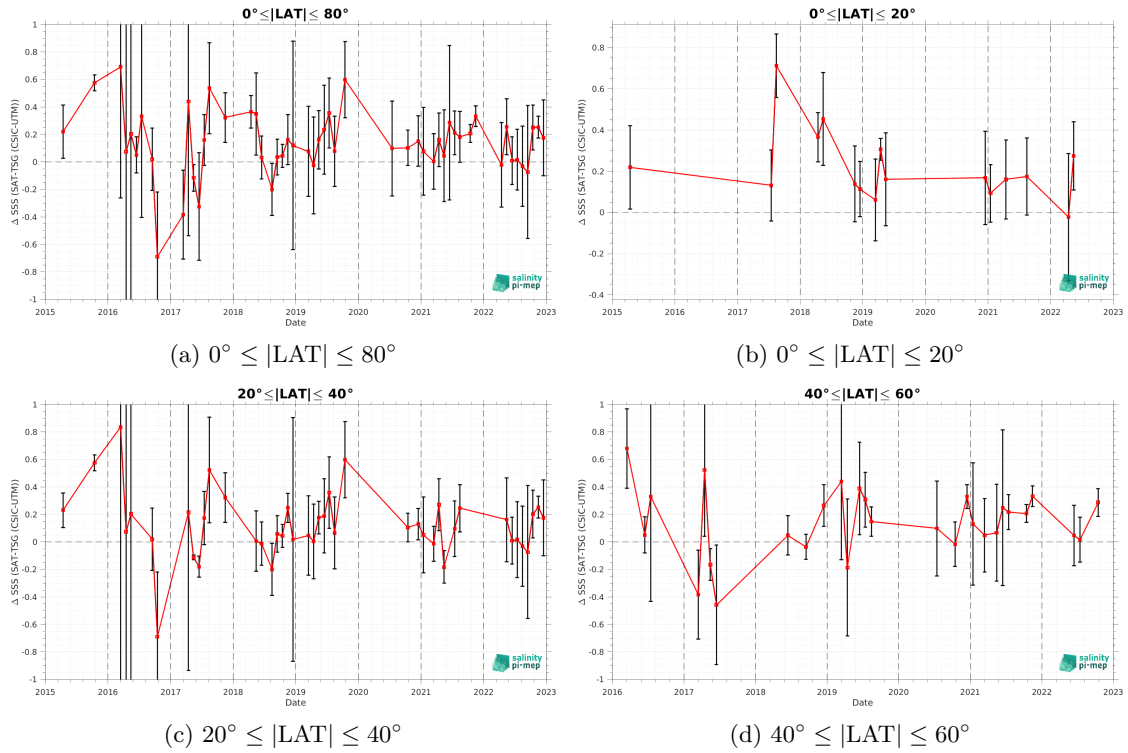 0°≤|LAT|≤ 80°
Δ SSS (SAT-TSG (CSIC-UTM))
1
0.8
0.6
0.4
0.2
0
-0.2
-0.4
-0.6
-0.8
-1
salinity
pi-mep
2015 2016 2017 2018 2019 2020 2021 2022 2023
Date
(a) 0° ≤ |LAT| ≤ 80°
0°≤|LAT|≤ 20°
Δ SSS (SAT-TSG (CSIC-UTM))
0.8
0.6
0.4
0.2
0
-0.2
-0.4
salinity
pi-mep
2015 2016 2017 2018 2019 2020 2021 2022 2023
Date
(b) 0° ≤ |LAT| ≤ 20°
20°≤|LAT|≤ 40°
Δ SSS (SAT-TSG (CSIC-UTM))
1
0.8
0.6
0.4
0.2
0
-0.2
-0.4
-0.6
-0.8
-1
salinity
pi-mep
2015 2016 2017 2018 2019 2020 2021 2022 2023
Date
(c) 20° ≤ |LAT| ≤ 40°
40°≤|LAT|≤ 60°
Δ SSS (SAT-TSG (CSIC-UTM))
1
0.8
0.6
0.4
0.2
0
-0.2
-0.4
-0.6
-0.8
-1
salinity
pi-mep
2016 2017 2018 2019 2020 2021 2022 2023
Date
(d) 40° ≤ |LAT| ≤ 60°